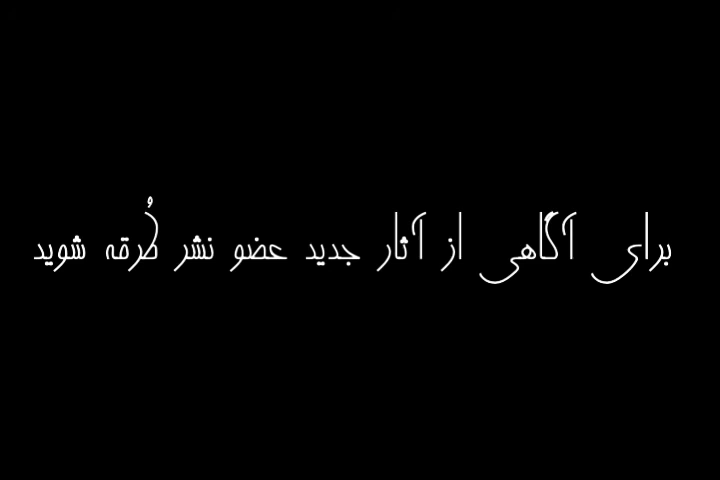 برای آگاهی از آثار جدید عضو نشر طُرقه شوید